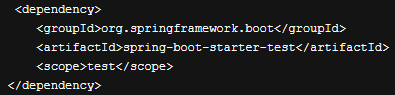 <dependency>
<groupId>org.springframework.boot</groupId>
<artifactId>spring-boot-starter-test</artifactId>
<scope>test</scope>
</dependency>